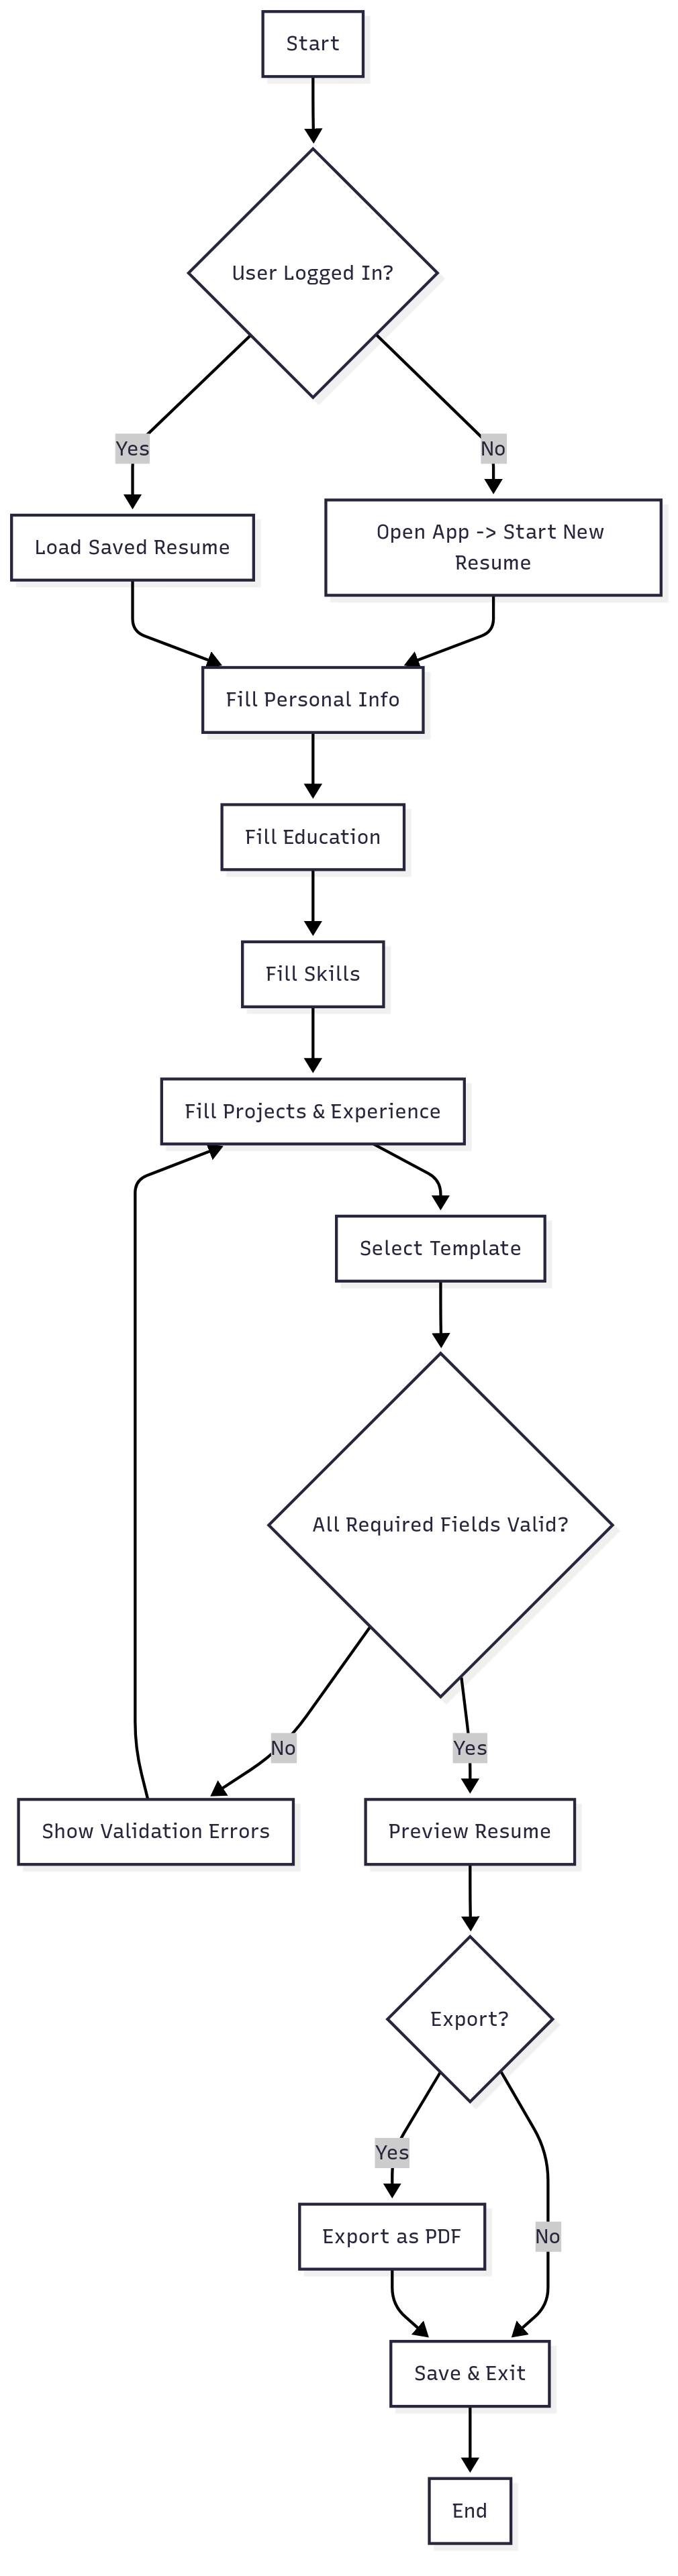 Start
User Logged In?
Yes
No
Load Saved Resume
Open App -> Start New
Resume
Fill Personal Info
Fill Education
Fill Skills
Fill Projects & Experience
Select Template
All Required Fields Valid?
No
Yes
Show Validation Errors
Preview Resume
Export?
Yes
Export as PDF
No
Save & Exit
End